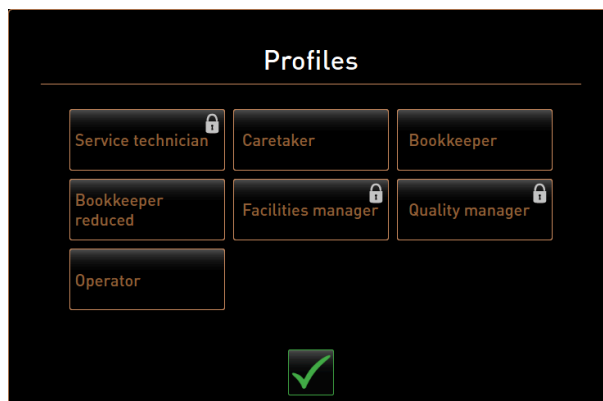 Profiles
Service technician
Caretaker
Bookkeeper
Bookkeeper
reduced
Facilities manager
Quality manager
Operator